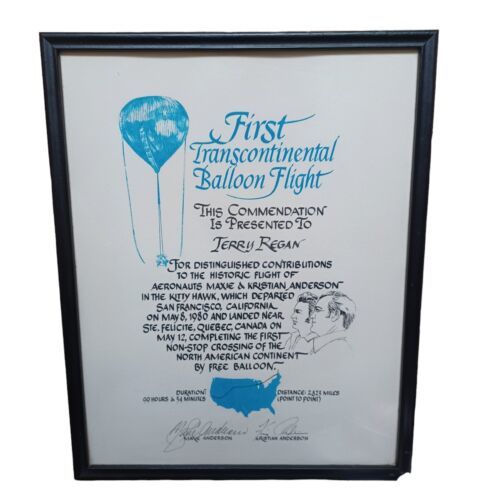 First
Transcontinental
Balloon Flight
THIS COMMENDATION
IS PRESENTED TO
TERRY REGAN
FOR DISTINGUISHED CONTRIBUTIONS
TO THE HISTORIC FLIGHT OF
AERONAUTS MAXIE & KRISTIAN ANDERSON
IN THE KITTY HAWK, WHICH DEPARTED
SAN FRANCISCO, CALIFORNIA
ON MAY 8, 1980 AND LANDED NEAR
STE. FELICITE, QUEBEC, CANADA ON
MAY 12, COMPLETING THE FIRST
NON-STOP CROSSING OF THE
NORTH AMERICAN CONTINENT
BY FREE BALLOON.
DURATION:
HOURS & 54 MINUTES
DISTANCE: 2,823 MILES
(POINT TO POINT)
MAXIE ANDERSON
KRISTIAN ANDERSON